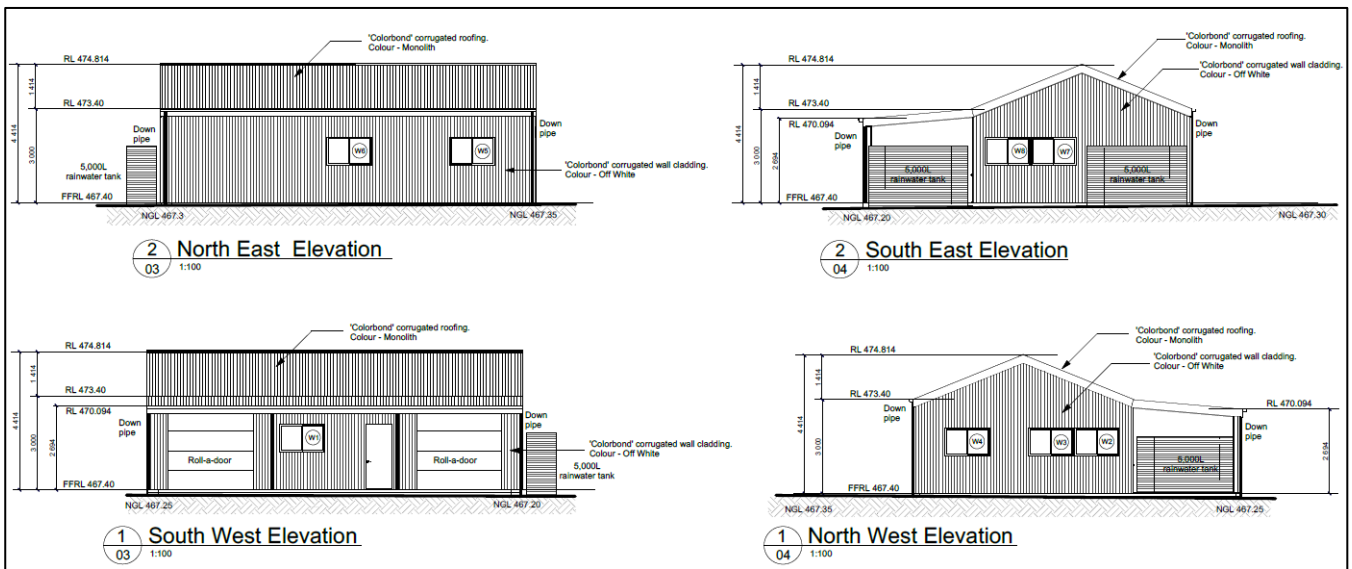 'Colorbond' corrugated roofing.
Colour - Monolith
RL 474.814
1 414
RL 473.40
4 414
3 000
Down
pipe
5,000L
rainwater tank
FFRL 467.40
W6
W5
Down
pipe
'Colorbond' corrugated wall cladding.
Colour - Off White
NGL 467.3
NGL 467.35
2
03
North East Elevation
1:100
'Colorbond' corrugated roofing.
Colour - Monolith
'Colorbond' corrugated wall cladding.
Colour - Off White
RL 474.814
1 414
RL 473.40
RL 470.094
4 414
3 000
2 694
Down
pipe
W8
W7
Down
pipe
5,000L
rainwater tank
5,000L
rainwater tank
FFRL 467.40
NGL 467.20
NGL 467.30
2
04
South East Elevation
1:100
'Colorbond' corrugated roofing.
Colour - Monolith
RL 474.814
1 414
RL 473.40
RL 470.094
4 414
3 000
2 694
Down
pipe
W1
Roll-a-door
Roll-a-door
Down
pipe
'Colorbond' corrugated wall cladding.
Colour - Off White
5,000L
rainwater tank
FFRL 467.40
NGL 467.25
NGL 467.20
1
03
South West Elevation
1:100
'Colorbond' corrugated roofing.
Colour - Monolith
'Colorbond' corrugated wall cladding.
Colour - Off White
RL 474.814
1 414
RL 473.40
4 414
3 000
Down
pipe
W4
W3
W2
RL 470.094
Down
pipe
2 694
5,000L
rainwater tank
FFRL 467.40
NGL 467.35
NGL 467.25
1
04
North West Elevation
1:100